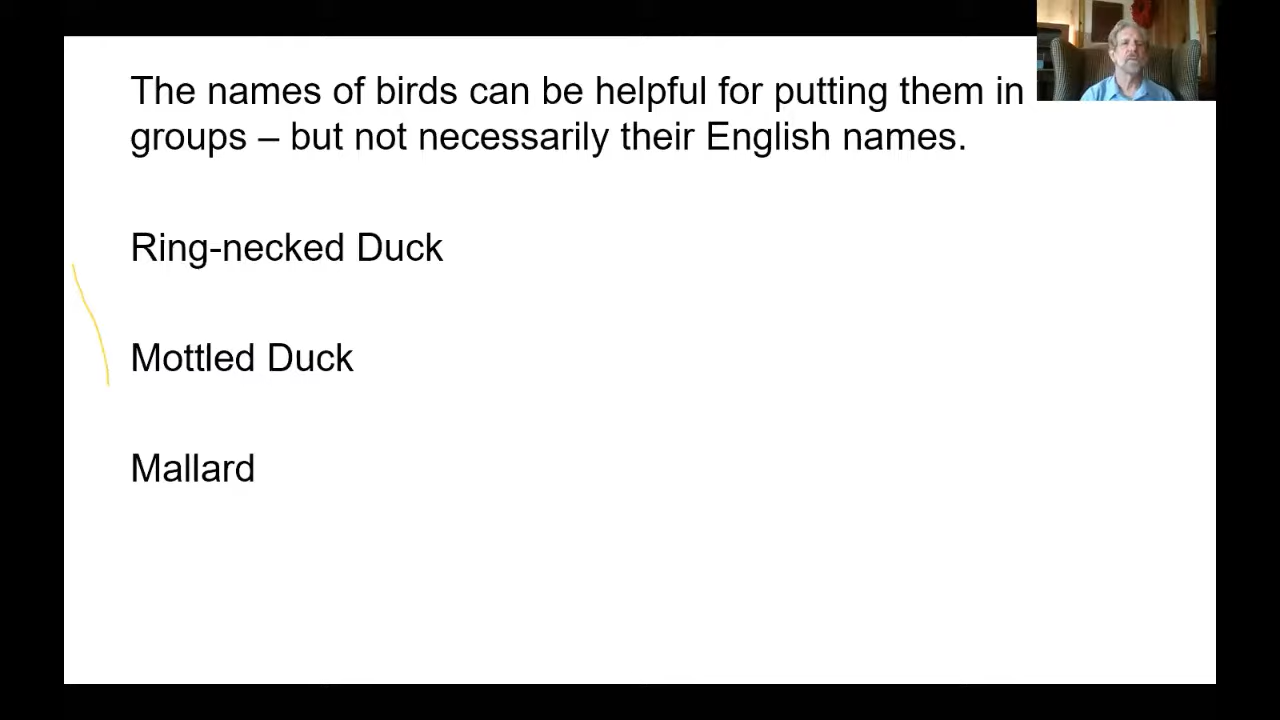 The names of birds can be helpful for putting them in
groups – but not necessarily their English names.
Ring-necked Duck
Mottled Duck
Mallard